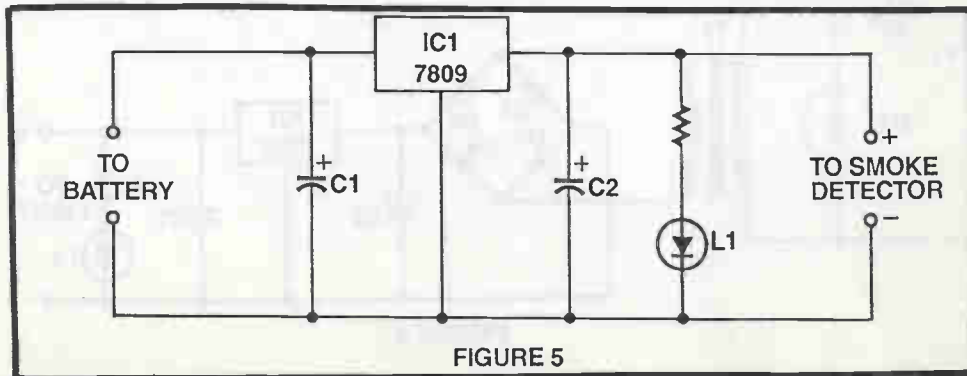 IC1
7809
+
C1
+
C2
L1
TO
BATTERY
+
TO SMOKE
DETECTOR
-
FIGURE 5